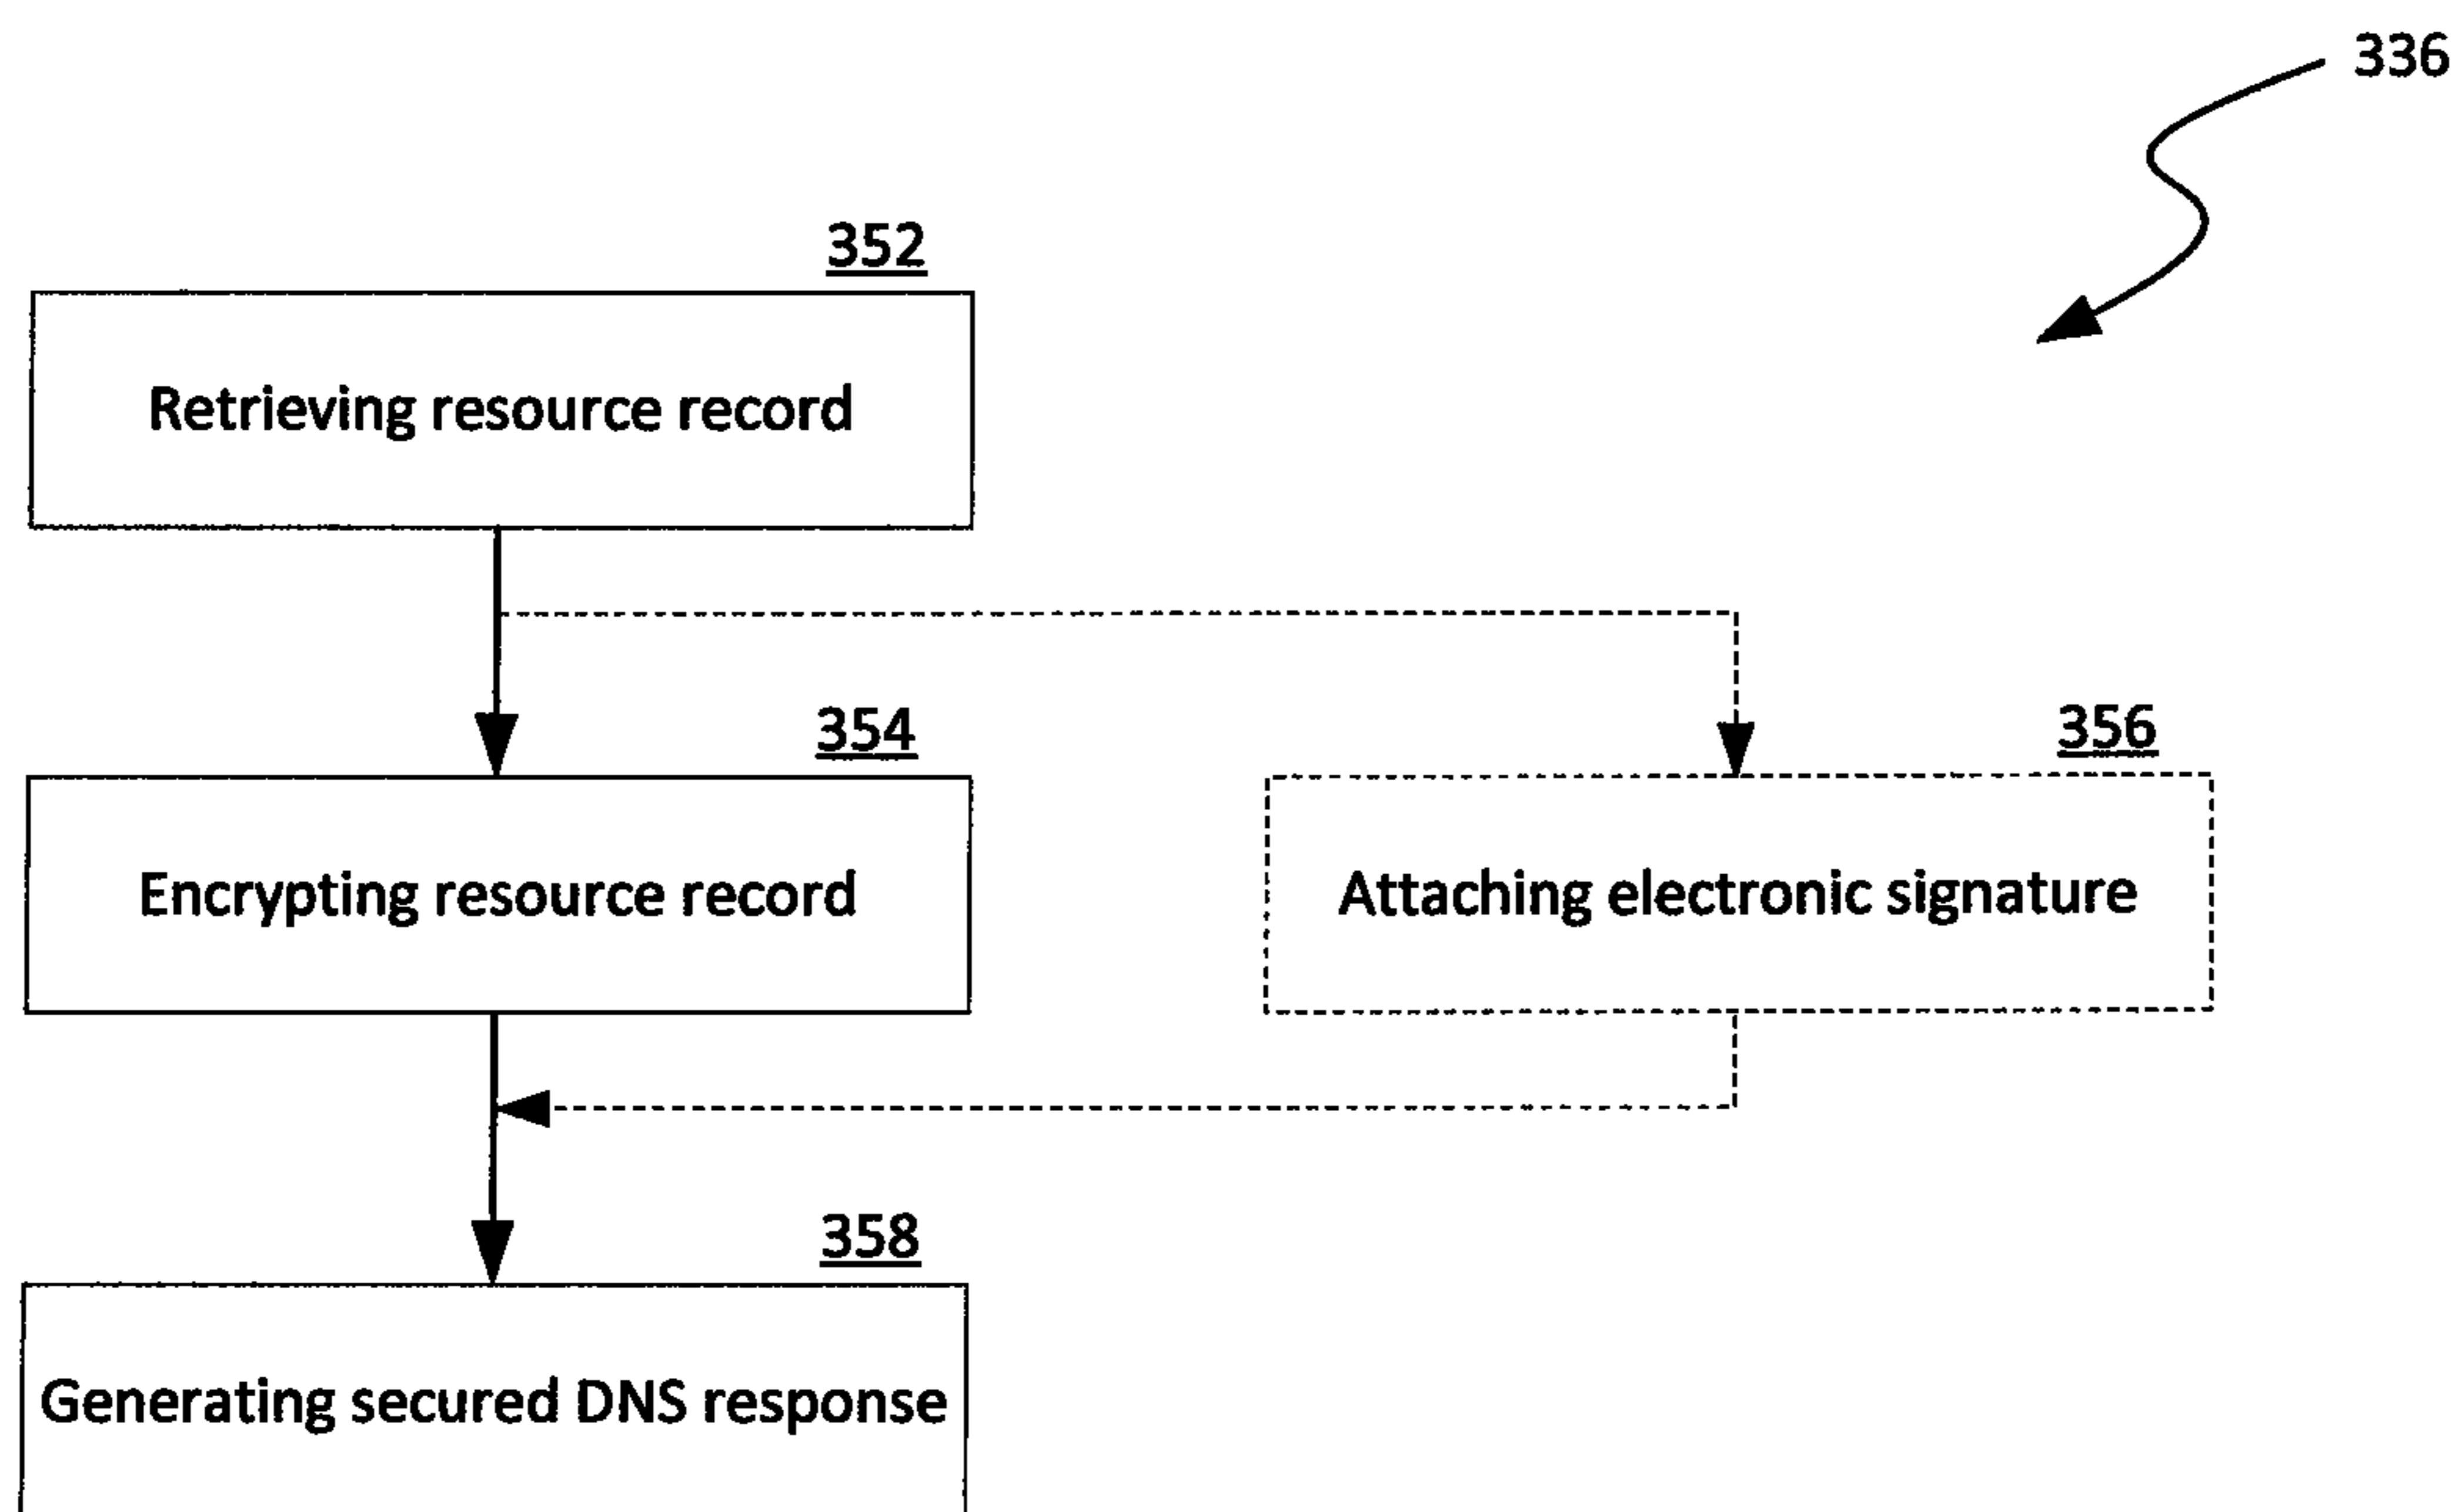 336
352
Retrieving resource record
354
356
Encrypting resource record
Attaching electronic signature
358
Generating secured DNS response